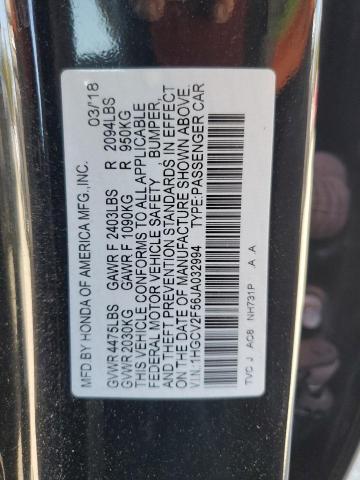 MFD.BY HONDA OF AMERICA MFG.,INC. 03/18
GVWR 4475LBS GAWR F 2403LBS R 2094LBS
GVWR 2030KG GAWR F 1090KG R 950KG
THIS VEHICLE CONFORMS TO ALL APPLICABLE
FEDERAL MOTOR VEHICLE SAFETY, BUMPER,
AND THEFT PREVENTION STANDARDS IN EFFECT
ON THE DATE OF MANUFACTURE SHOWN ABOVE.
V.I.N.: 1HGCV2F56JA032994 TYPE:PASSENGER CAR
TVC J AC8 NH731P .A .A